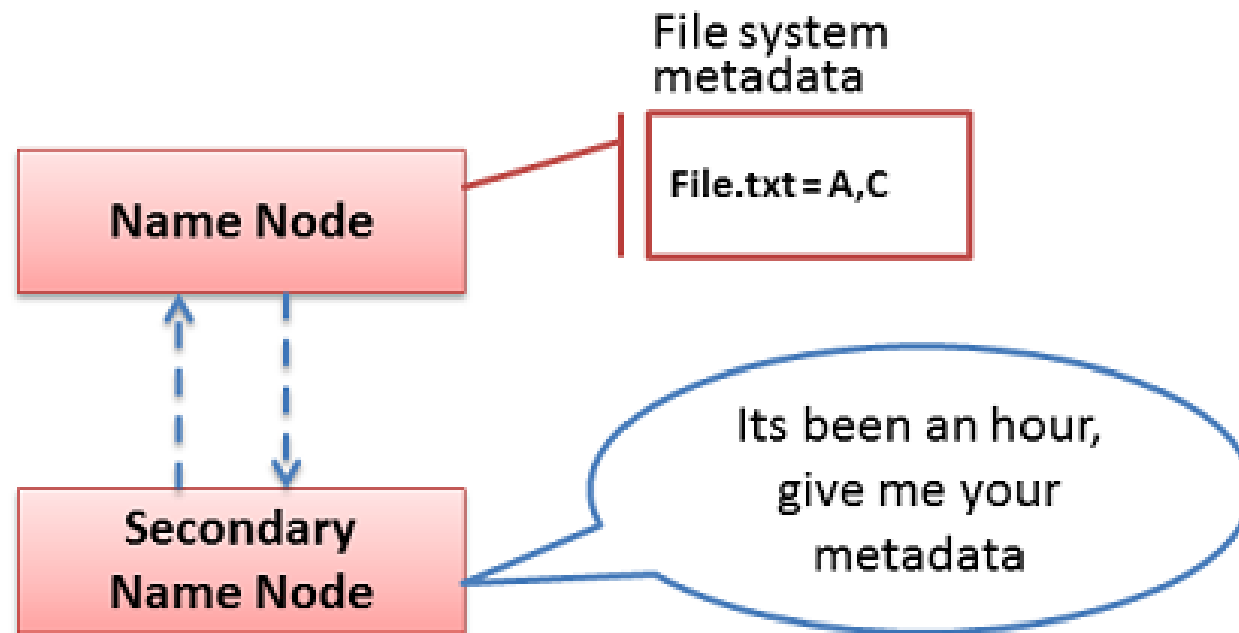 File system
metadata
Name Node
File.txt = A,C
Its been an hour,
give me your
metadata
Secondary
Name Node